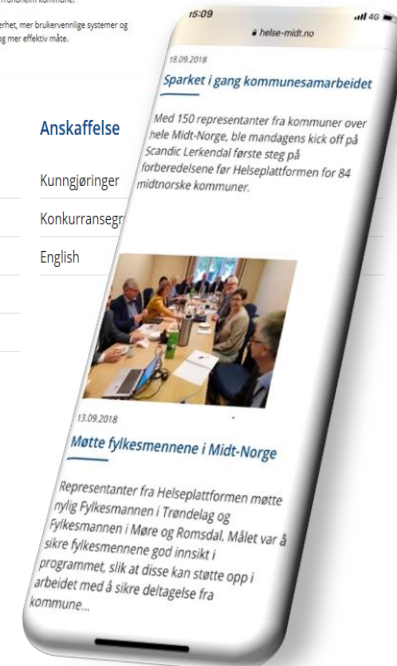 erhet, mer brukervennlige systemer og
og mer effektiv måte.
Anskaffelse
Kunngjøringer
Konkurransegr
English
15:09
4G
helse-midt.no
18.09.2018
Sparket i gang kommunesamarbeidet
Med 150 representanter fra kommuner over
hele Midt-Norge, ble mandagens kick off på
Scandic Lerkendal første steg på
forberedelsene før Helseplattformen for 84
midtnorske kommuner.
13.09.2018
Møtte fylkesmennene i Midt-Norge
Representanter fra Helseplattformen møtte
nylig Fylkesmannen i Trøndelag og
Fylkesmannen i Møre og Romsdal. Målet var å
sikre fylkesmennene god innsikt i
programmet, slik at disse kan støtte opp i
arbeidet med å sikre deltagelse fra
kommune...